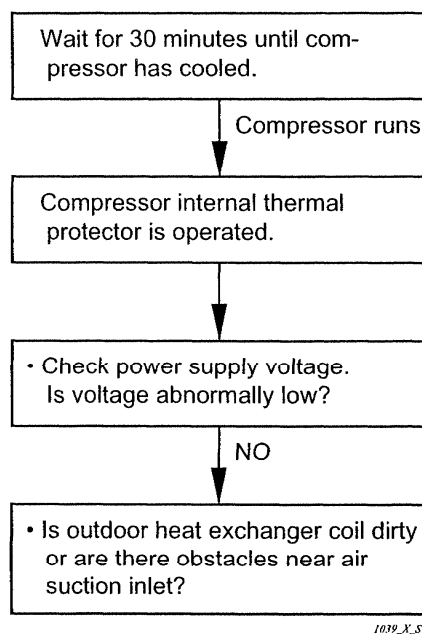 Wait for 30 minutes until com-
pressor has cooled.
Compressor runs
Compressor internal thermal
protector is operated.
· Check power supply voltage.
Is voltage abnormally low?
NO
• Is outdoor heat exchanger coil dirty
or are there obstacles near air
suction inlet?
1039_X_S